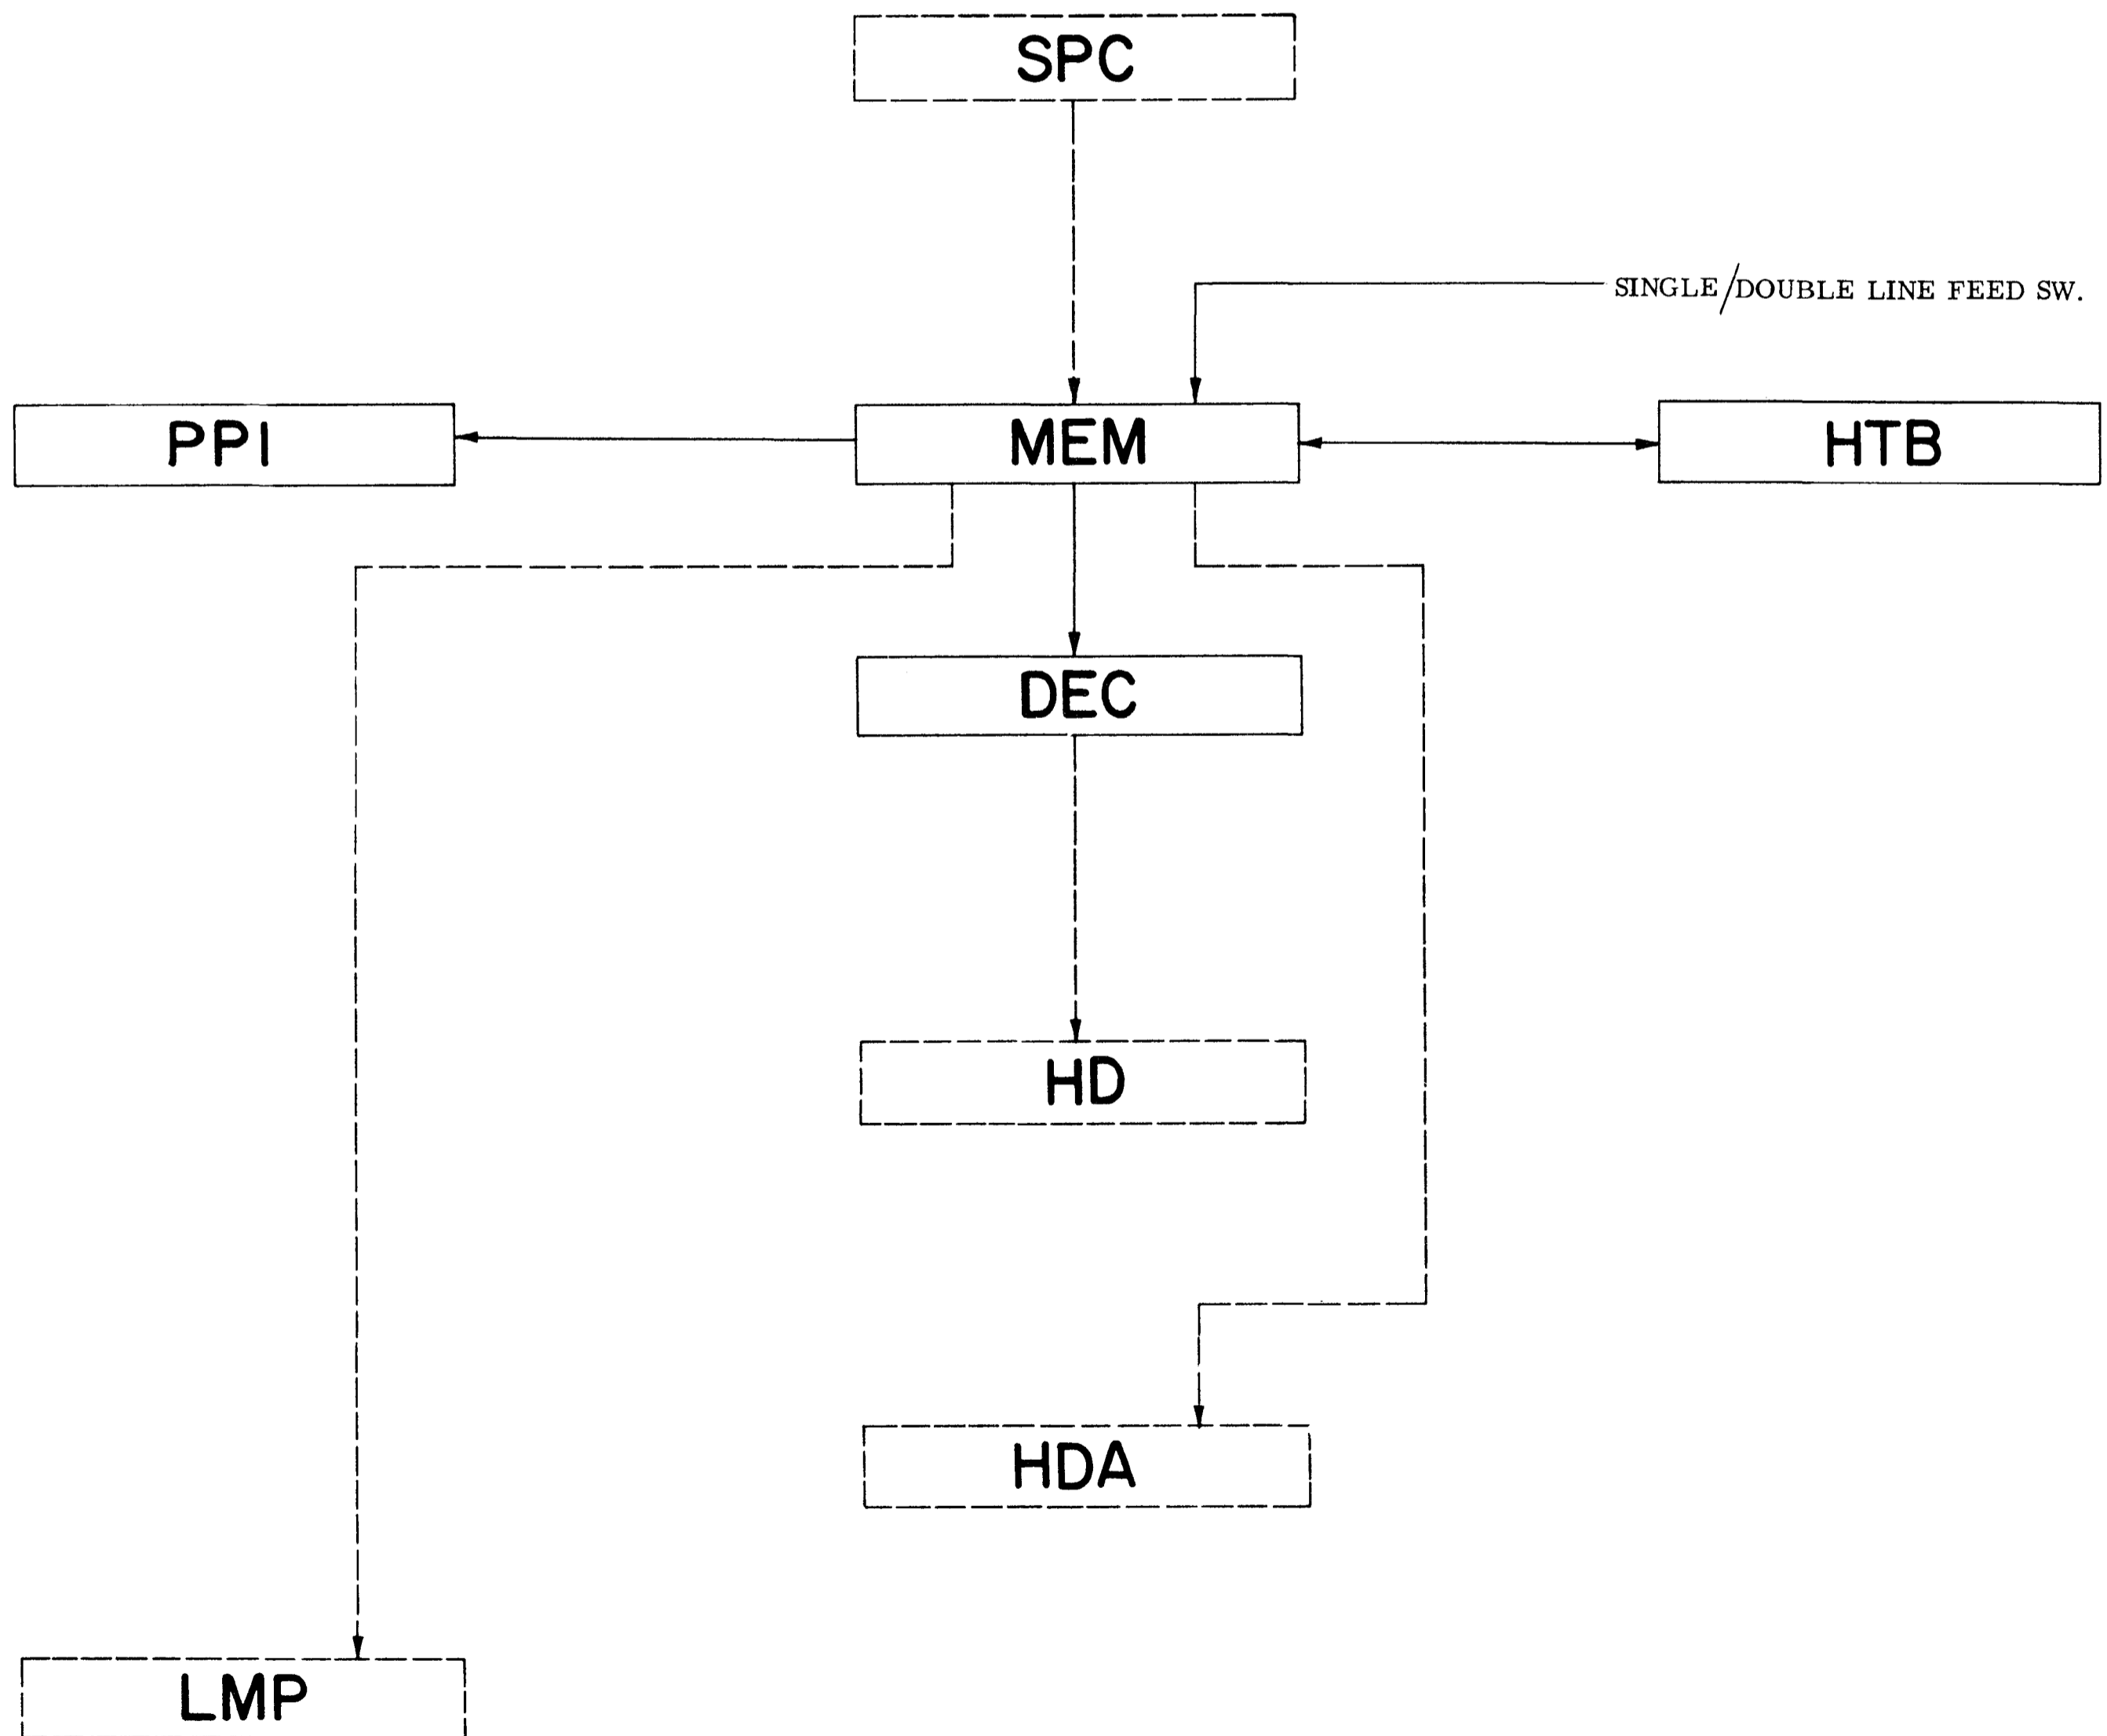 SPC
SINGLE/DOUBLE LINE FEED SW.
PPI
MEM
HTB
DEC
HD
HDA
LMP